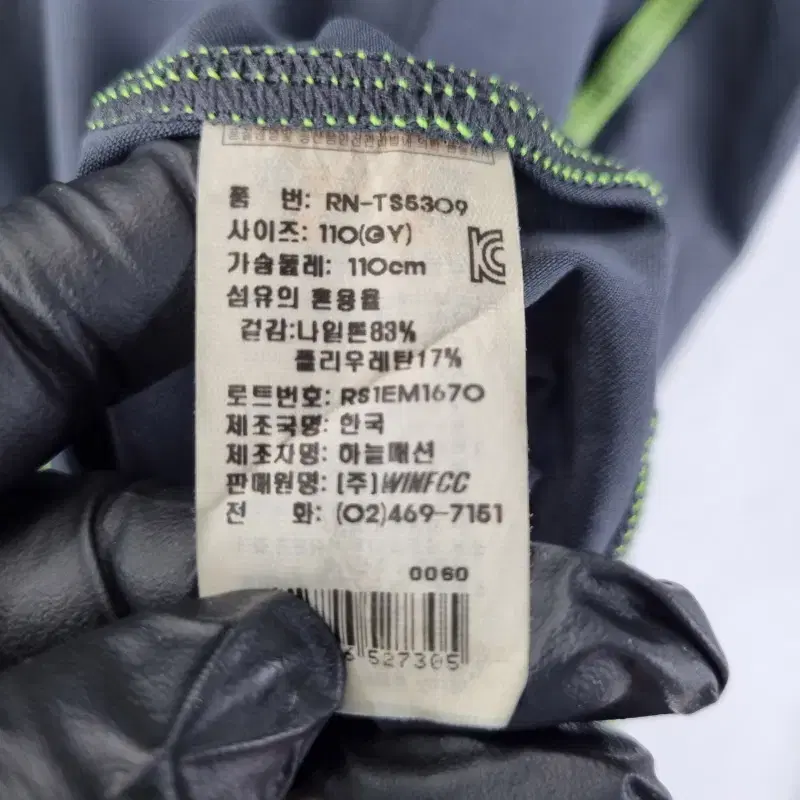 품 번: RN-TS5309
사이즈: 110(GY)
가슴둘레: 110cm
섬유의 혼용율
겉감:나일론83%
폴리우레탄17%
로트번호: RS1EM1670
제조국명: 한국
제조자명: 하늘패션
판매원명: [주]WINFCC
전 화: (02)469-7151
0060
6 527305